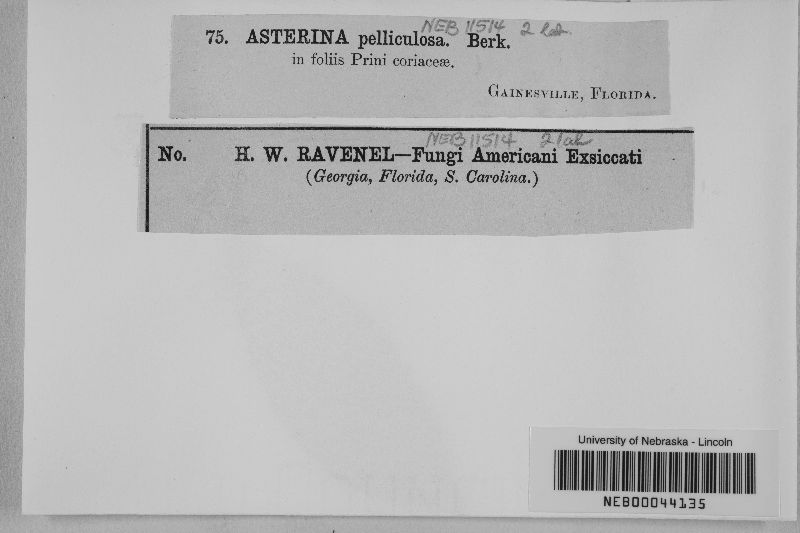 NEB 11514 2 lab
75. ASTERINA pelliculosa. Berk.
in foliis Prini coriaceæ.
GAINESVILLE, FLORIDA.
NEB 11514 2 lab
No. H. W. RAVENEL—Fungi Americani Exsiccati
(Georgia, Florida, S. Carolina.)
University of Nebraska - Lincoln
NEB00044135